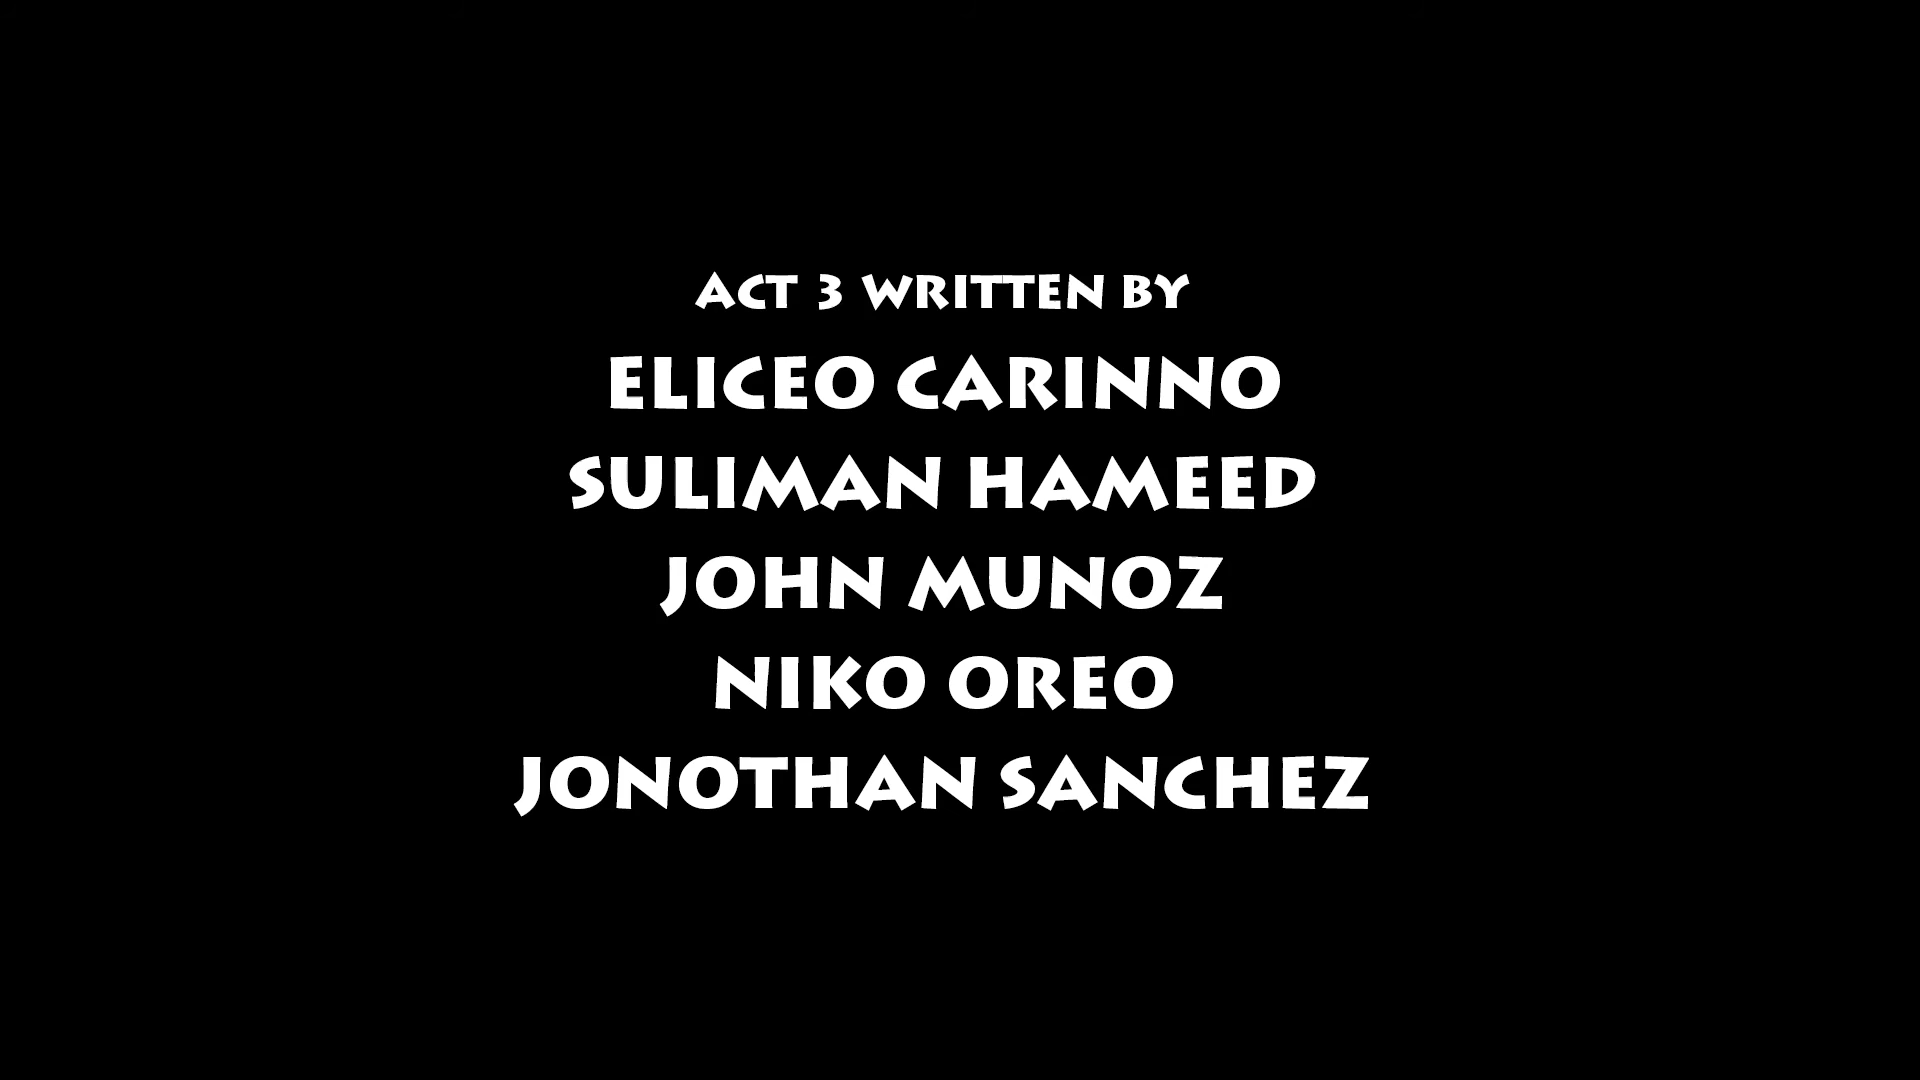 ACT 3 WRITTEN BY
ELICEO CARINNO
SULIMAN HAMEED
JOHN MUNOZ
NIKO OREO
JONOTHAN SANCHEZ